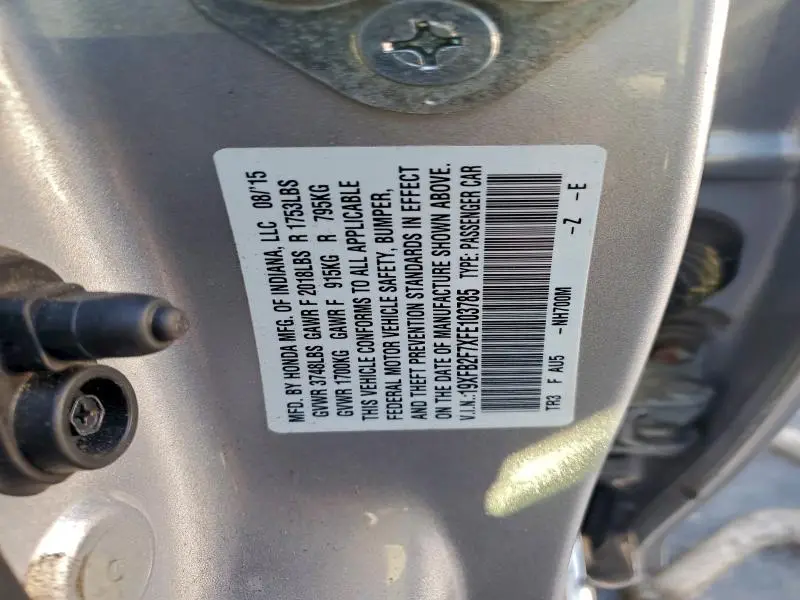 MFD. BY HONDA MFG. OF INDIANA, LLC 08/'15
GVWR 3748LBS GAWR F 2018LBS R 1753LBS
GVWR 1700KG GAWR F 915KG R 795KG
THIS VEHICLE CONFORMS TO ALL APPLICABLE
FEDERAL MOTOR VEHICLE SAFETY, BUMPER,
AND THEFT PREVENTION STANDARDS IN EFFECT
ON THE DATE OF MANUFACTURE SHOWN ABOVE.
V.I.N.:19XFB2F7XFE103785 TYPE: PASSENGER CAR
TR3 F AU5 -NH700M -Z -E